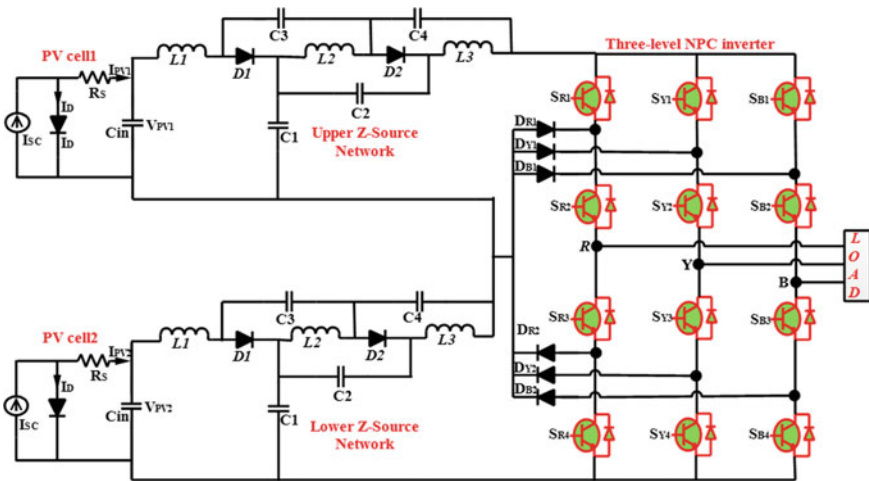 C3 C4
PV cell1 Three-level NPC inverter
IPV1 L1 D1 L2 D2 L3
RS
ID SR1 SY1 SB1
C2
ISC ID Cin VPV1 C1 Upper Z-Source Network
DR1
DY1
DB1
SR2 SY2 SB2
R
Y
B
LOAD
C3 C4
PV cell2 SR3 SY3 SB3
IPV2 L1 D1 L2 D2 L3
RS DR2
ID C2 DY2
ISC Cin VPV2 C1 DB2
Lower Z-Source Network
SR4 SY4 SB4